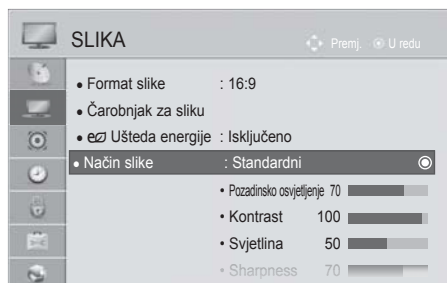 SLIKA
Premj. U redu
• Format slike : 16:9
• Čarobnjak za sliku
• Ušteda energije : Isključeno
• Način slike : Standardni
• Pozadinsko osvjetljenje 70
• Kontrast 100
• Svjetlina 50
• Sharpness 70